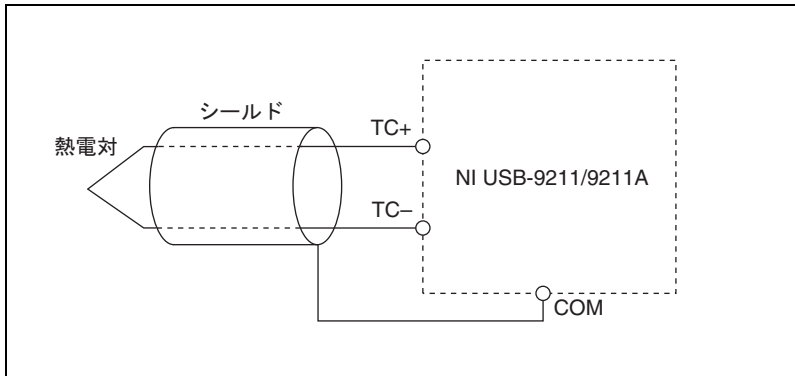 シールド
熱電対
TC+
NI USB-9211/9211A
TC–
COM